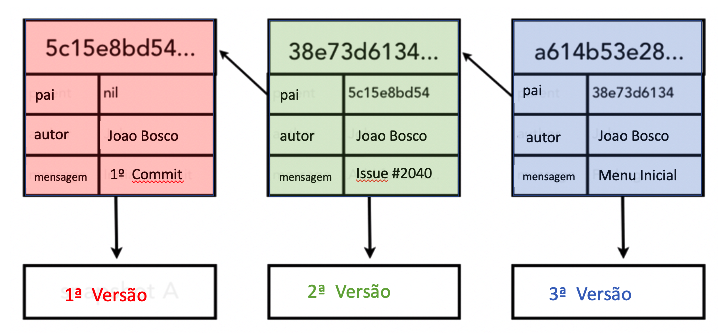 5c15e8bd54...
pai nil
autor Joao Bosco
mensagem 1º Commit
1ª Versão
38e73d6134...
pai 5c15e8bd54
autor Joao Bosco
mensagem Issue #2040
2ª Versão
a614b53e28...
pai 38e73d6134
autor Joao Bosco
mensagem Menu Inicial
3ª Versão